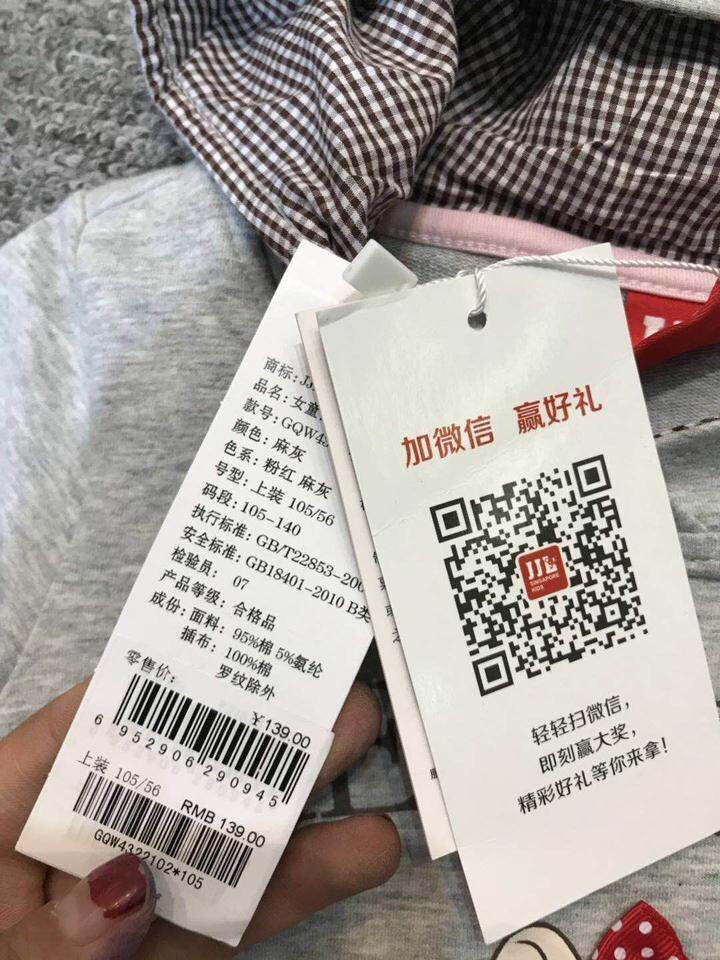 商标: JJ
品名: 女童
款号: GQW43
颜色: 麻灰
色系: 粉红 麻灰
号型: 上装 105/56
码段: 105-140
执行标准: GB/T22853-200
安全标准: GB18401-2010 B类
检验员: 07
产品等级: 合格品
成份: 面料: 95%棉 5%氨纶
插布: 100%棉
罗纹除外
零售价:
¥139.00
6 952906 290945
上装 105/56
RMB 139.00
GQW4322102*105
加微信 赢好礼
JJL
SINGAPORE
KIDS
轻轻扫微信,
即刻赢大奖,
精彩好礼等你来拿!